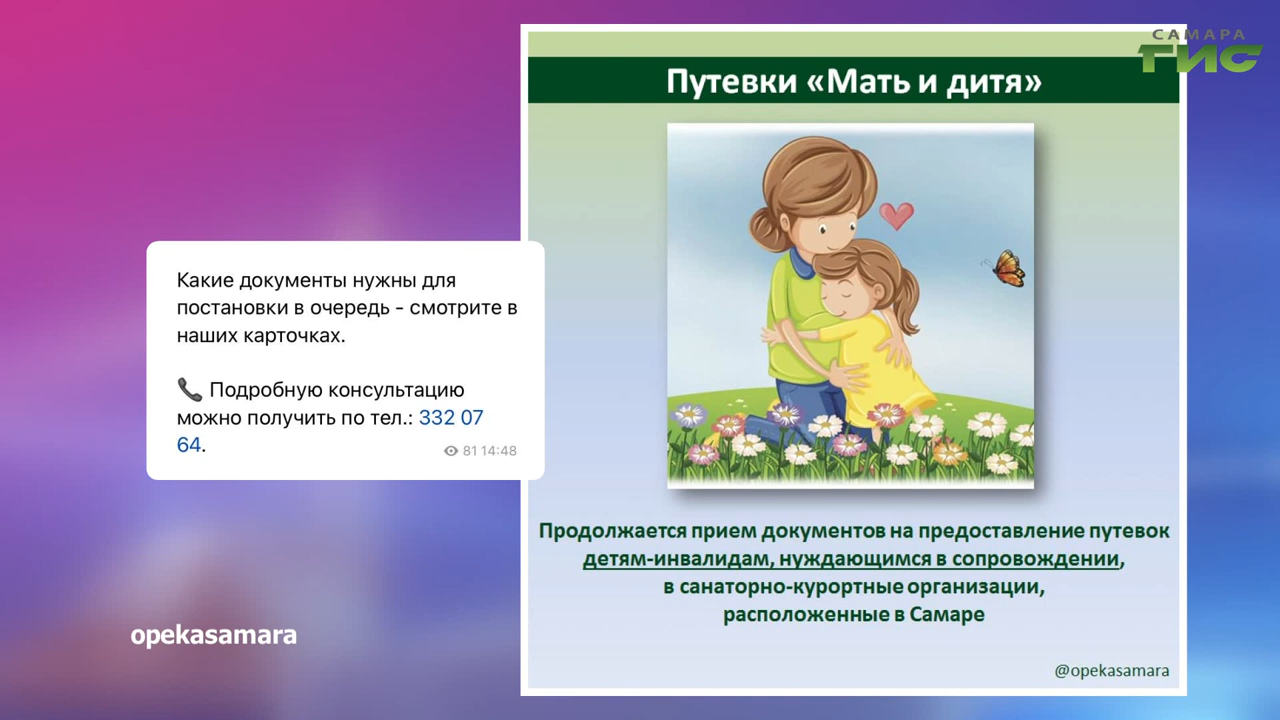 САМАРА
ГИС
Путевки «Мать и дитя»
Какие документы нужны для
постановки в очередь - смотрите в
наших карточках.
📞 Подробную консультацию
можно получить по тел.: 332 07
64.
81 14:48
Продолжается прием документов на предоставление путевок
детям-инвалидам, нуждающимся в сопровождении,
в санаторно-курортные организации,
расположенные в Самаре
opekasamara
@opekasamara